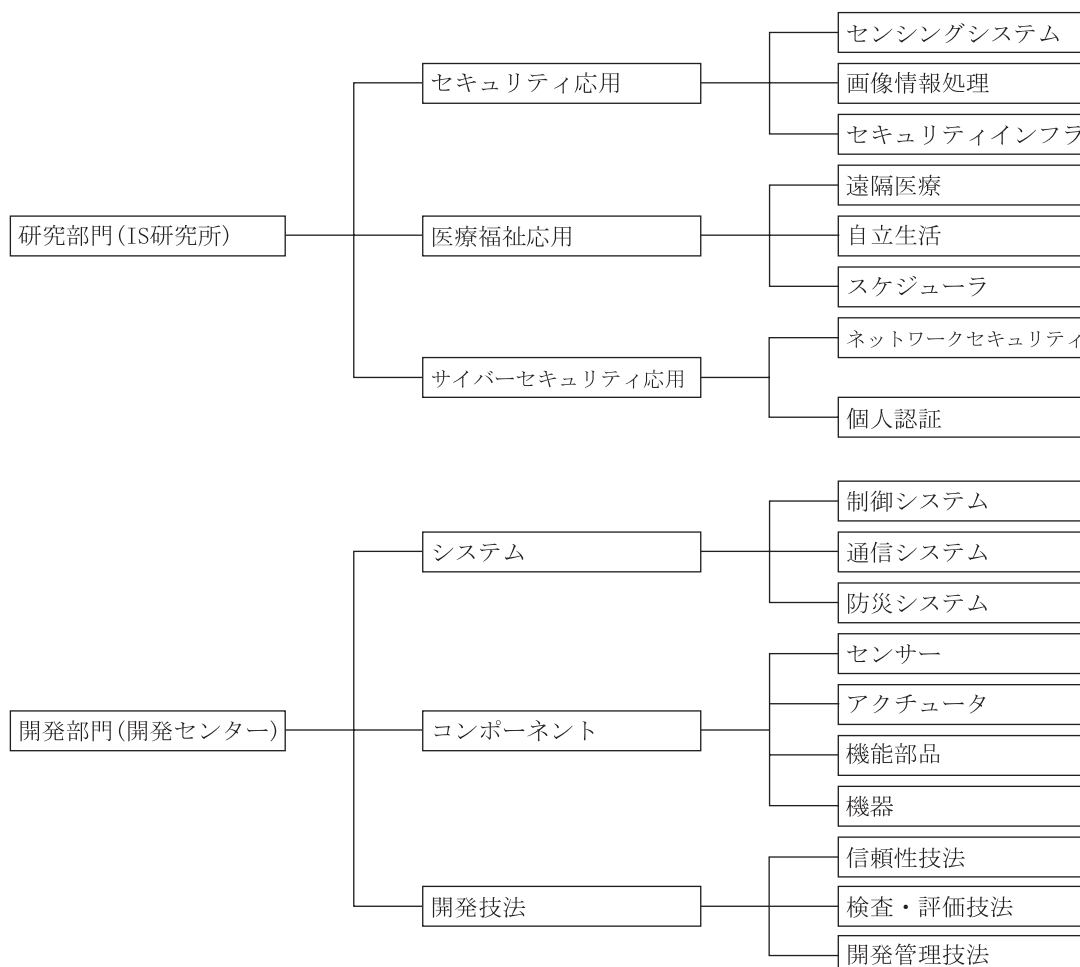 研究部門(IS研究所)
セキュリティ応用
センシングシステム
画像情報処理
セキュリティインフラ
医療福祉応用
遠隔医療
自立生活
スケジューラ
サイバーセキュリティ応用
ネットワークセキュリティ
個人認証
開発部門(開発センター)
システム
制御システム
通信システム
防災システム
コンポーネント
センサー
アクチュータ
機能部品
機器
開発技法
信頼性技法
検査・評価技法
開発管理技法